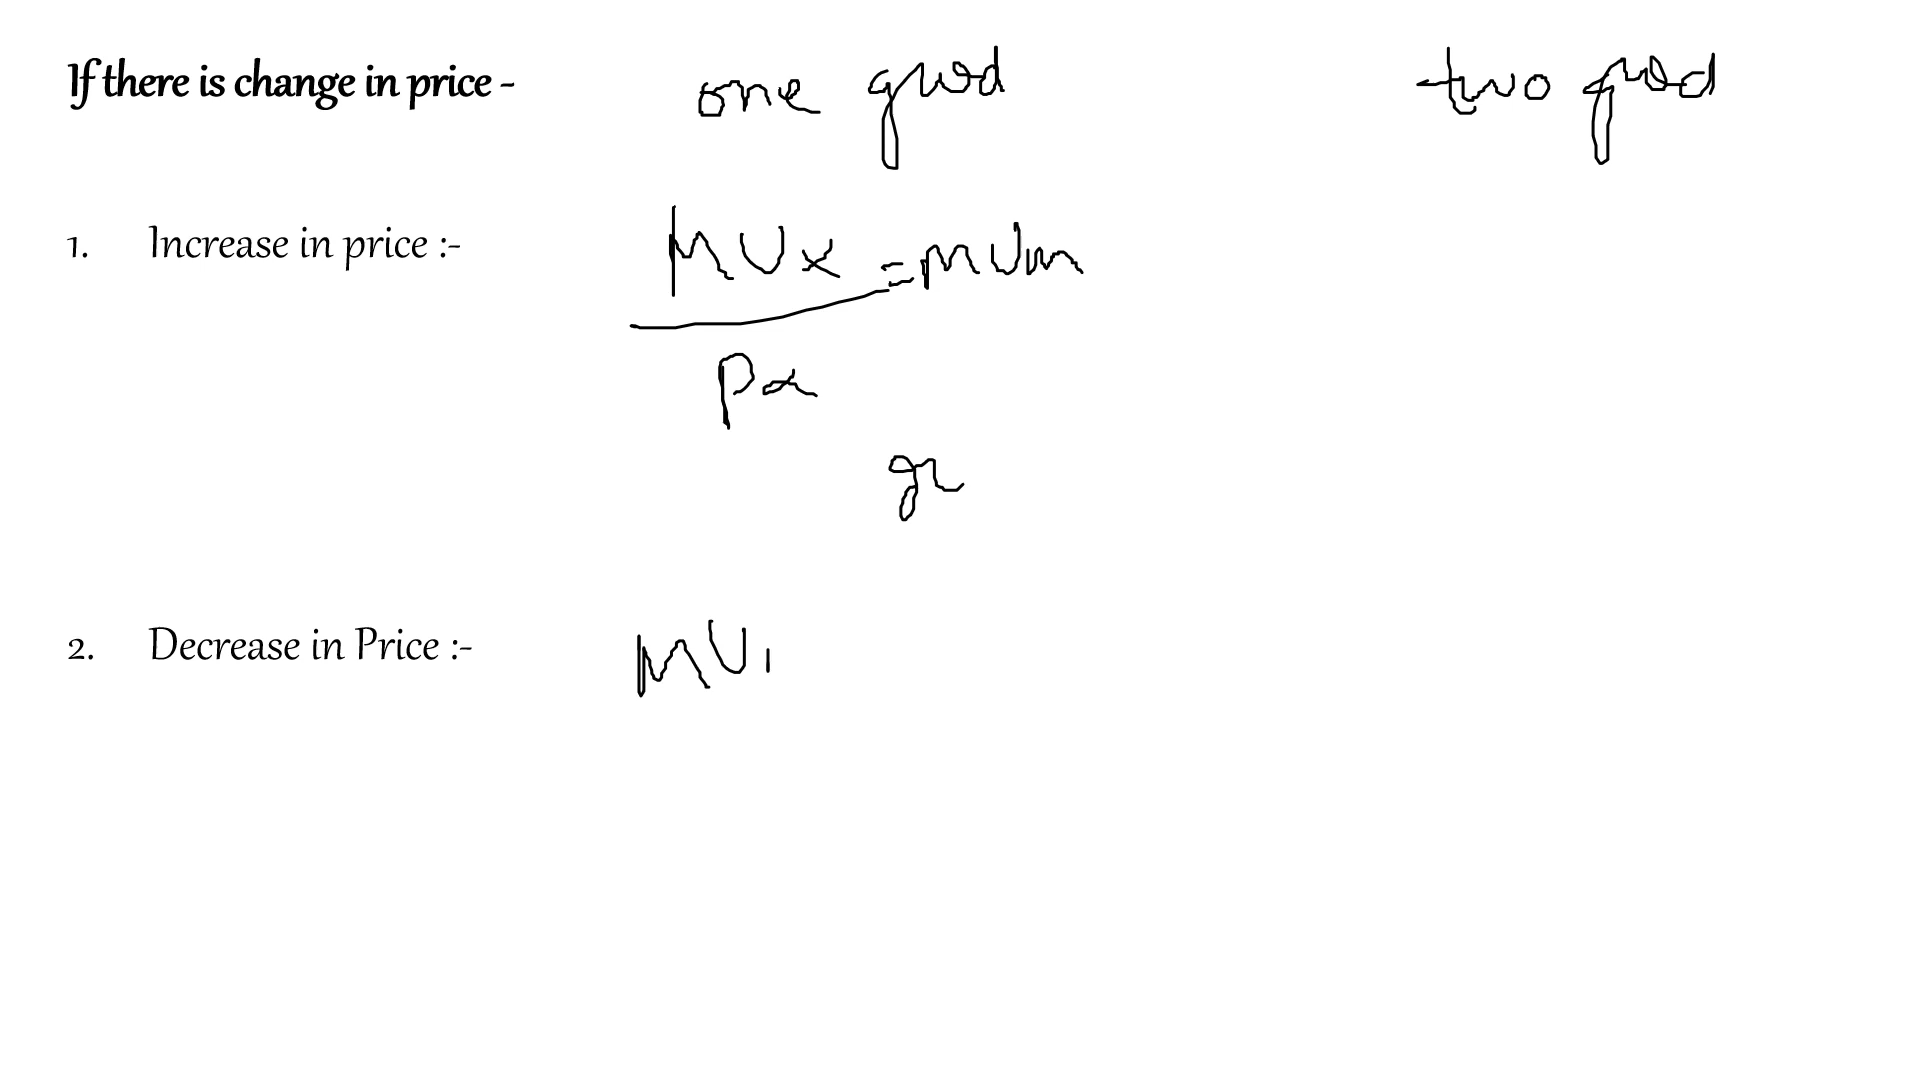 If there is change in price - one good two good
1. Increase in price :- MUx = MUm
Px
2. Decrease in Price :- MU